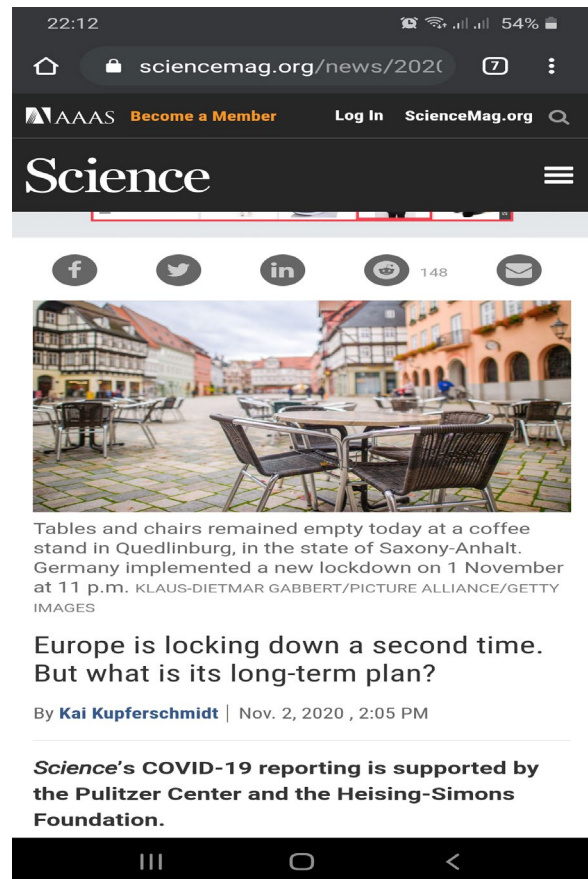 22:12
54%
sciencemag.org/news/202(
7
AAAS Become a Member Log In ScienceMag.org
Science
148
Tables and chairs remained empty today at a coffee
stand in Quedlinburg, in the state of Saxony-Anhalt.
Germany implemented a new lockdown on 1 November
at 11 p.m. KLAUS-DIETMAR GABBERT/PICTURE ALLIANCE/GETTY
IMAGES
Europe is locking down a second time.
But what is its long-term plan?
By Kai Kupferschmidt | Nov. 2, 2020 , 2:05 PM
Science's COVID-19 reporting is supported by
the Pulitzer Center and the Heising-Simons
Foundation.